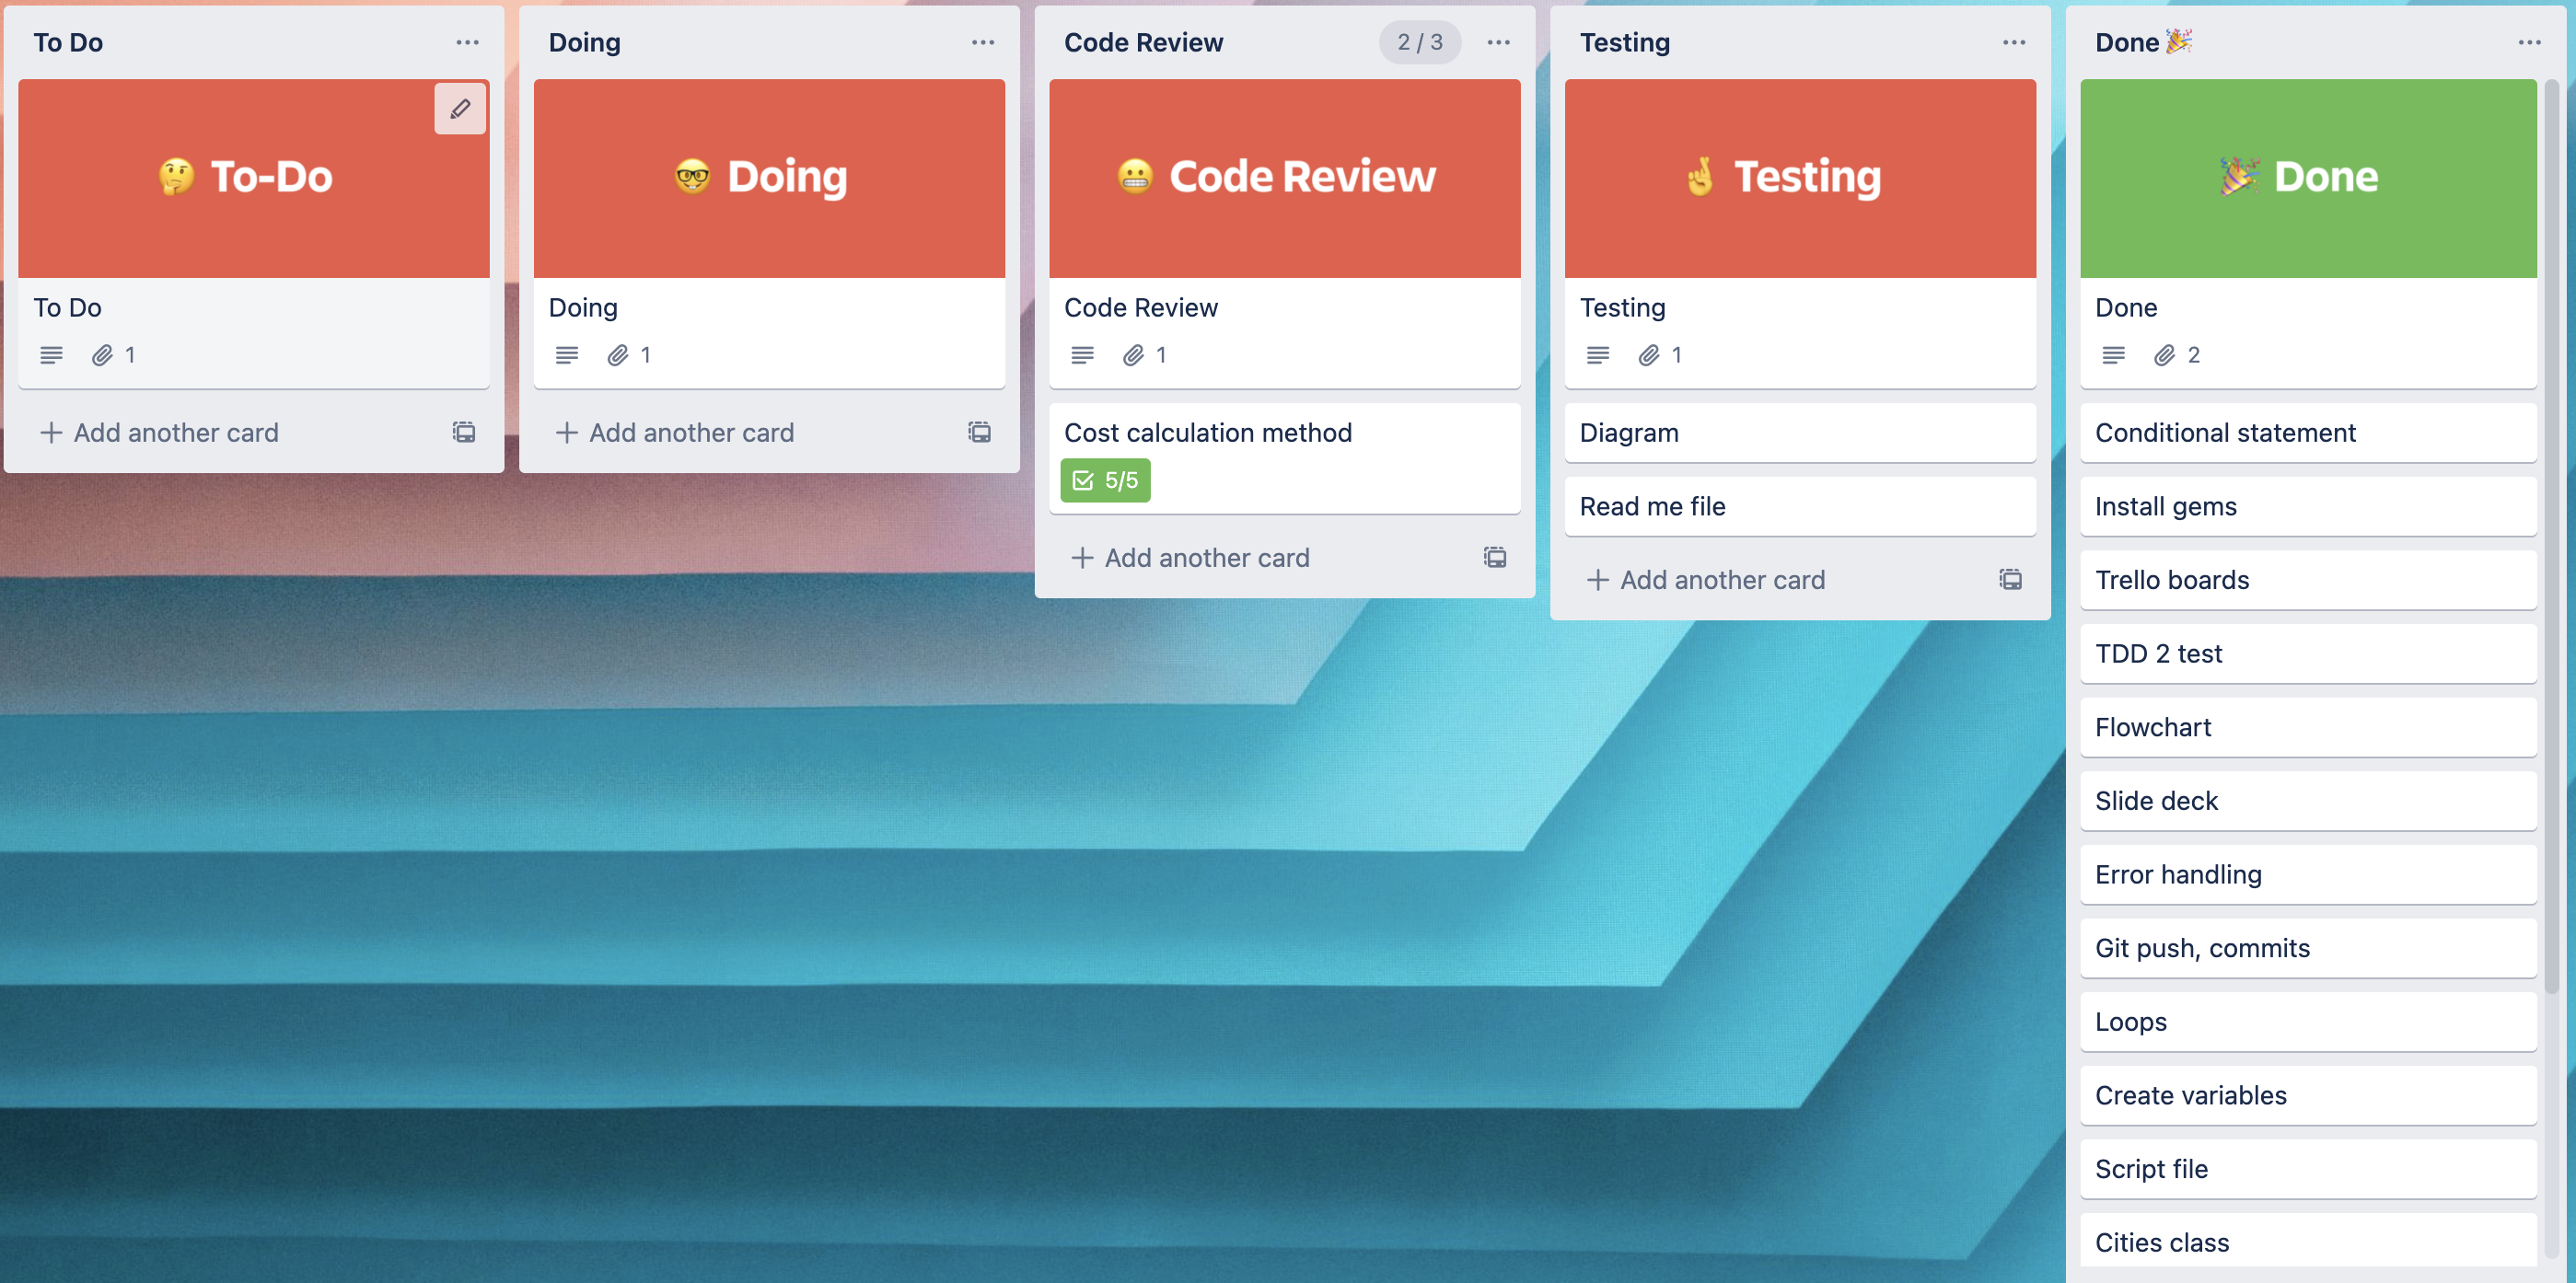 To Do
🤔 To-Do
To Do
1
Add another card
Doing
🤓 Doing
Doing
1
Add another card
Code Review 2 / 3
😬 Code Review
Code Review
1
Cost calculation method
5/5
Add another card
Testing
🤞 Testing
Testing
1
Diagram
Read me file
Add another card
Done 🎉
🎉 Done
Done
2
Conditional statement
Install gems
Trello boards
TDD 2 test
Flowchart
Slide deck
Error handling
Git push, commits
Loops
Create variables
Script file
Cities class